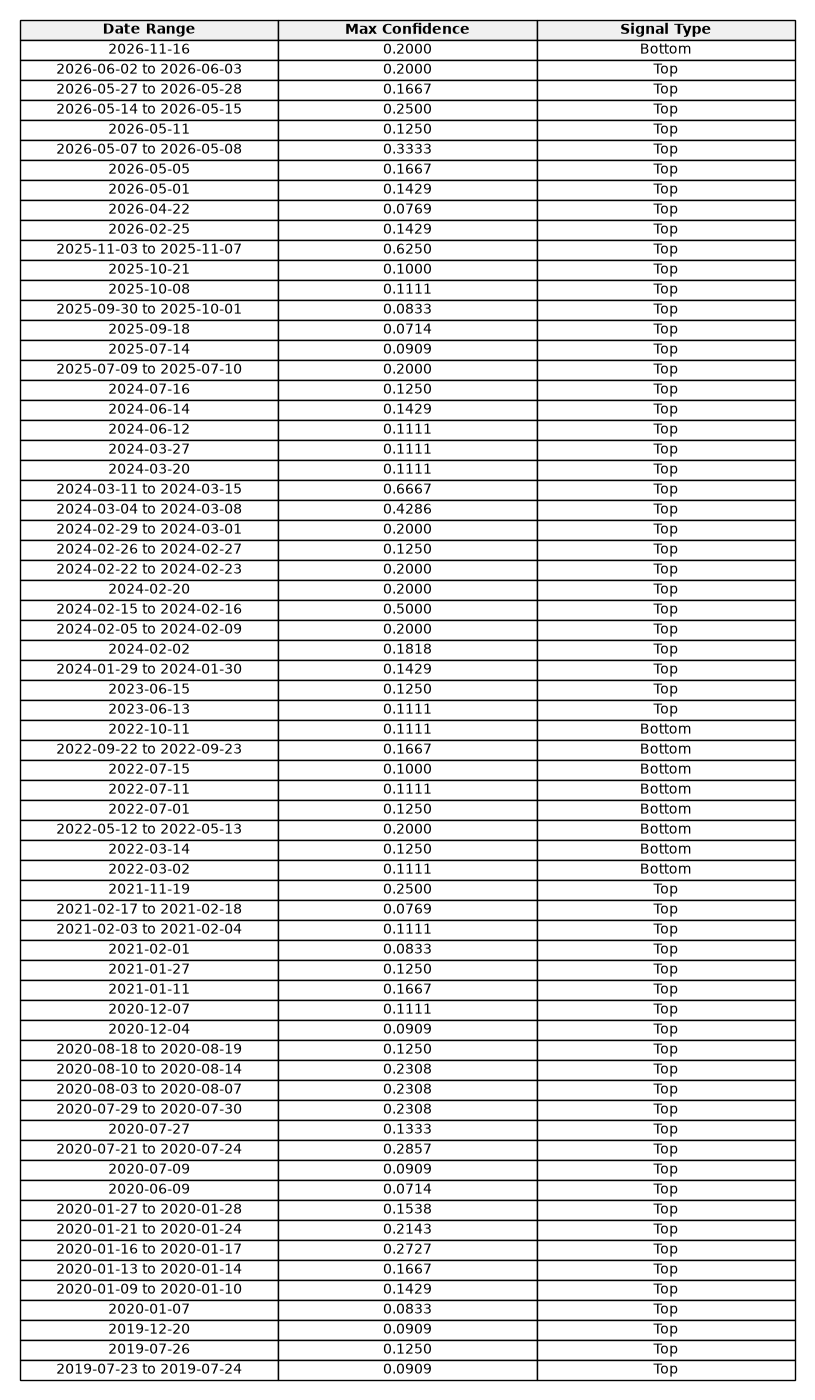 Date Range Max Confidence Signal Type
2026-11-16 0.2000 Bottom
2026-06-02 to 2026-06-03 0.2000 Top
2026-05-27 to 2026-05-28 0.1667 Top
2026-05-14 to 2026-05-15 0.2500 Top
2026-05-11 0.1250 Top
2026-05-07 to 2026-05-08 0.3333 Top
2026-05-05 0.1667 Top
2026-05-01 0.1429 Top
2026-04-22 0.0769 Top
2026-02-25 0.1429 Top
2025-11-03 to 2025-11-07 0.6250 Top
2025-10-21 0.1000 Top
2025-10-08 0.1111 Top
2025-09-30 to 2025-10-01 0.0833 Top
2025-09-18 0.0714 Top
2025-07-14 0.0909 Top
2025-07-09 to 2025-07-10 0.2000 Top
2024-07-16 0.1250 Top
2024-06-14 0.1429 Top
2024-06-12 0.1111 Top
2024-03-27 0.1111 Top
2024-03-20 0.1111 Top
2024-03-11 to 2024-03-15 0.6667 Top
2024-03-04 to 2024-03-08 0.4286 Top
2024-02-29 to 2024-03-01 0.2000 Top
2024-02-26 to 2024-02-27 0.1250 Top
2024-02-22 to 2024-02-23 0.2000 Top
2024-02-20 0.2000 Top
2024-02-15 to 2024-02-16 0.5000 Top
2024-02-05 to 2024-02-09 0.2000 Top
2024-02-02 0.1818 Top
2024-01-29 to 2024-01-30 0.1429 Top
2023-06-15 0.1250 Top
2023-06-13 0.1111 Top
2022-10-11 0.1111 Bottom
2022-09-22 to 2022-09-23 0.1667 Bottom
2022-07-15 0.1000 Bottom
2022-07-11 0.1111 Bottom
2022-07-01 0.1250 Bottom
2022-05-12 to 2022-05-13 0.2000 Bottom
2022-03-14 0.1250 Bottom
2022-03-02 0.1111 Bottom
2021-11-19 0.2500 Top
2021-02-17 to 2021-02-18 0.0769 Top
2021-02-03 to 2021-02-04 0.1111 Top
2021-02-01 0.0833 Top
2021-01-27 0.1250 Top
2021-01-11 0.1667 Top
2020-12-07 0.1111 Top
2020-12-04 0.0909 Top
2020-08-18 to 2020-08-19 0.1250 Top
2020-08-10 to 2020-08-14 0.2308 Top
2020-08-03 to 2020-08-07 0.2308 Top
2020-07-29 to 2020-07-30 0.2308 Top
2020-07-27 0.1333 Top
2020-07-21 to 2020-07-24 0.2857 Top
2020-07-09 0.0909 Top
2020-06-09 0.0714 Top
2020-01-27 to 2020-01-28 0.1538 Top
2020-01-21 to 2020-01-24 0.2143 Top
2020-01-16 to 2020-01-17 0.2727 Top
2020-01-13 to 2020-01-14 0.1667 Top
2020-01-09 to 2020-01-10 0.1429 Top
2020-01-07 0.0833 Top
2019-12-20 0.0909 Top
2019-07-26 0.1250 Top
2019-07-23 to 2019-07-24 0.0909 Top